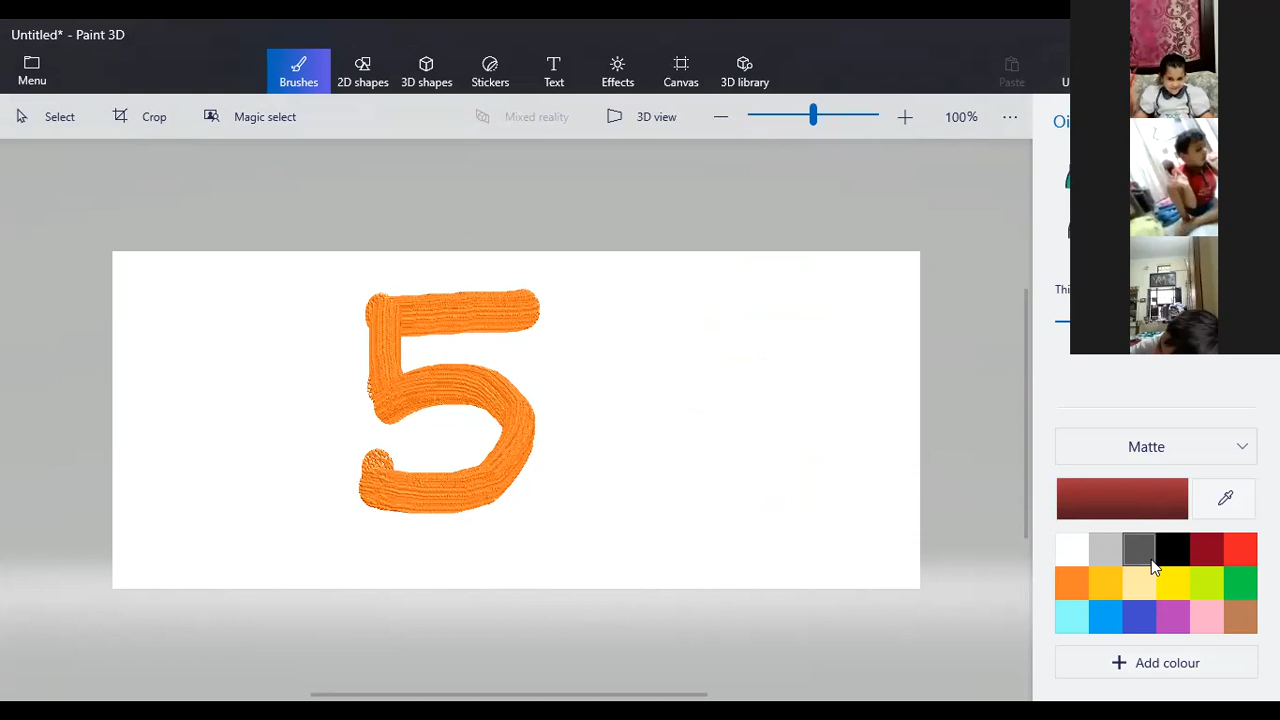 Untitled* - Paint 3D
Menu
Brushes
2D shapes
3D shapes
Stickers
Text
Effects
Canvas
3D library
Paste
Select
Crop
Magic select
Mixed reality
3D view
100%
5
Matte
Add colour